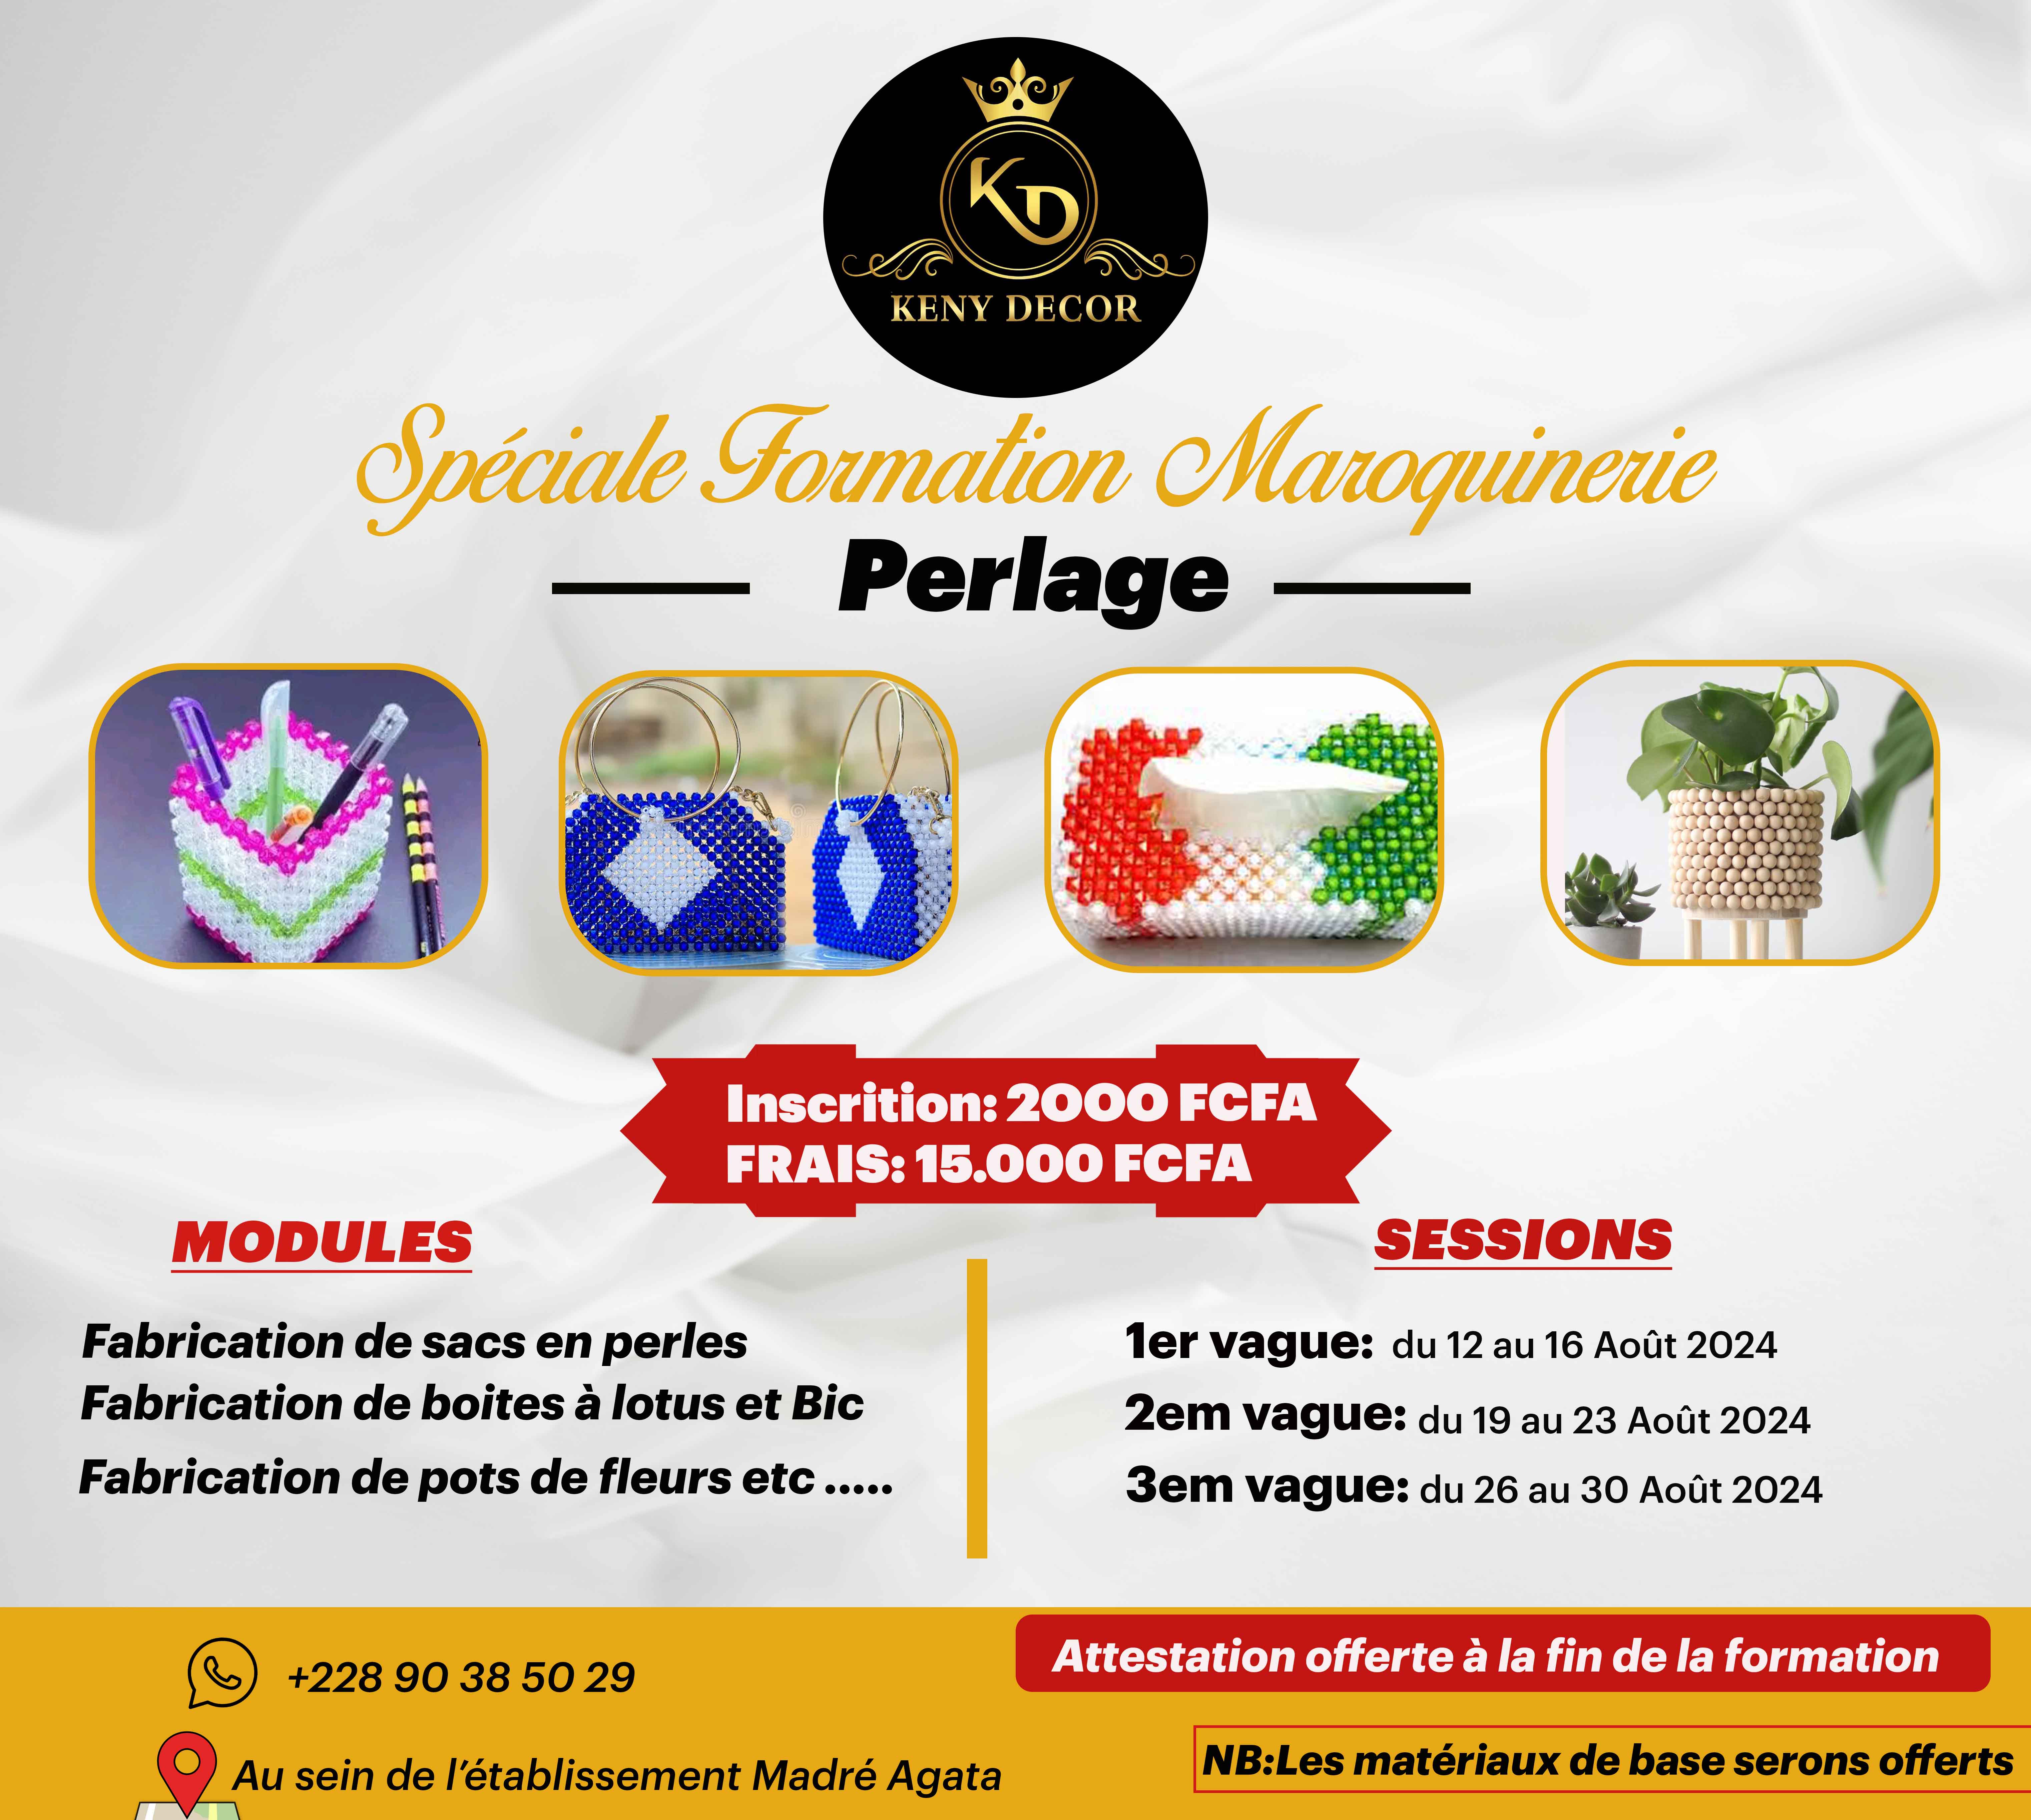 KD
KENY DECOR
Spéciale Formation Maroquinerie
Perlage
Inscrition: 2000 FCFA
FRAIS: 15.000 FCFA
MODULES
Fabrication de sacs en perles
Fabrication de boites à lotus et Bic
Fabrication de pots de fleurs etc .....
SESSIONS
1er vague: du 12 au 16 Août 2024
2em vague: du 19 au 23 Août 2024
3em vague: du 26 au 30 Août 2024
+228 90 38 50 29
Au sein de l'établissement Madré Agata
Attestation offerte à la fin de la formation
NB:Les matériaux de base serons offerts